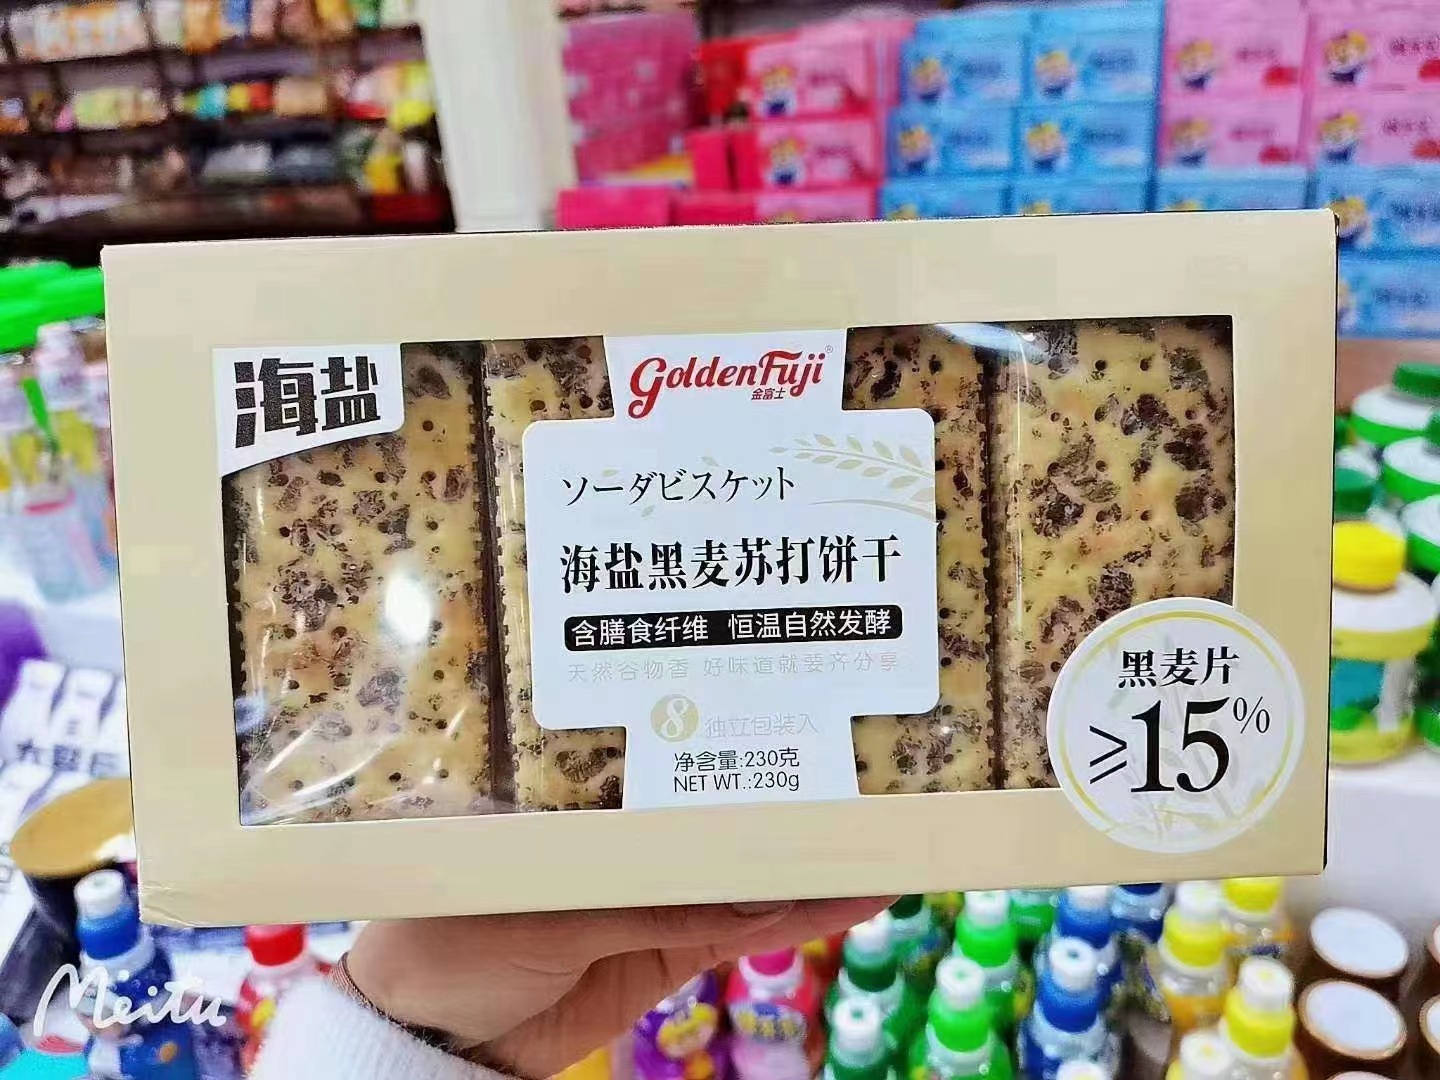 海盐
GoldenFuji®
金富士
ソーダビスケット
海盐黑麦苏打饼干
含膳食纤维 恒温自然发酵
天然谷物香 好味道就要齐分享
8独立包装入
净含量:230克
NET WT.:230g
黑麦片
≥15%
Meitu